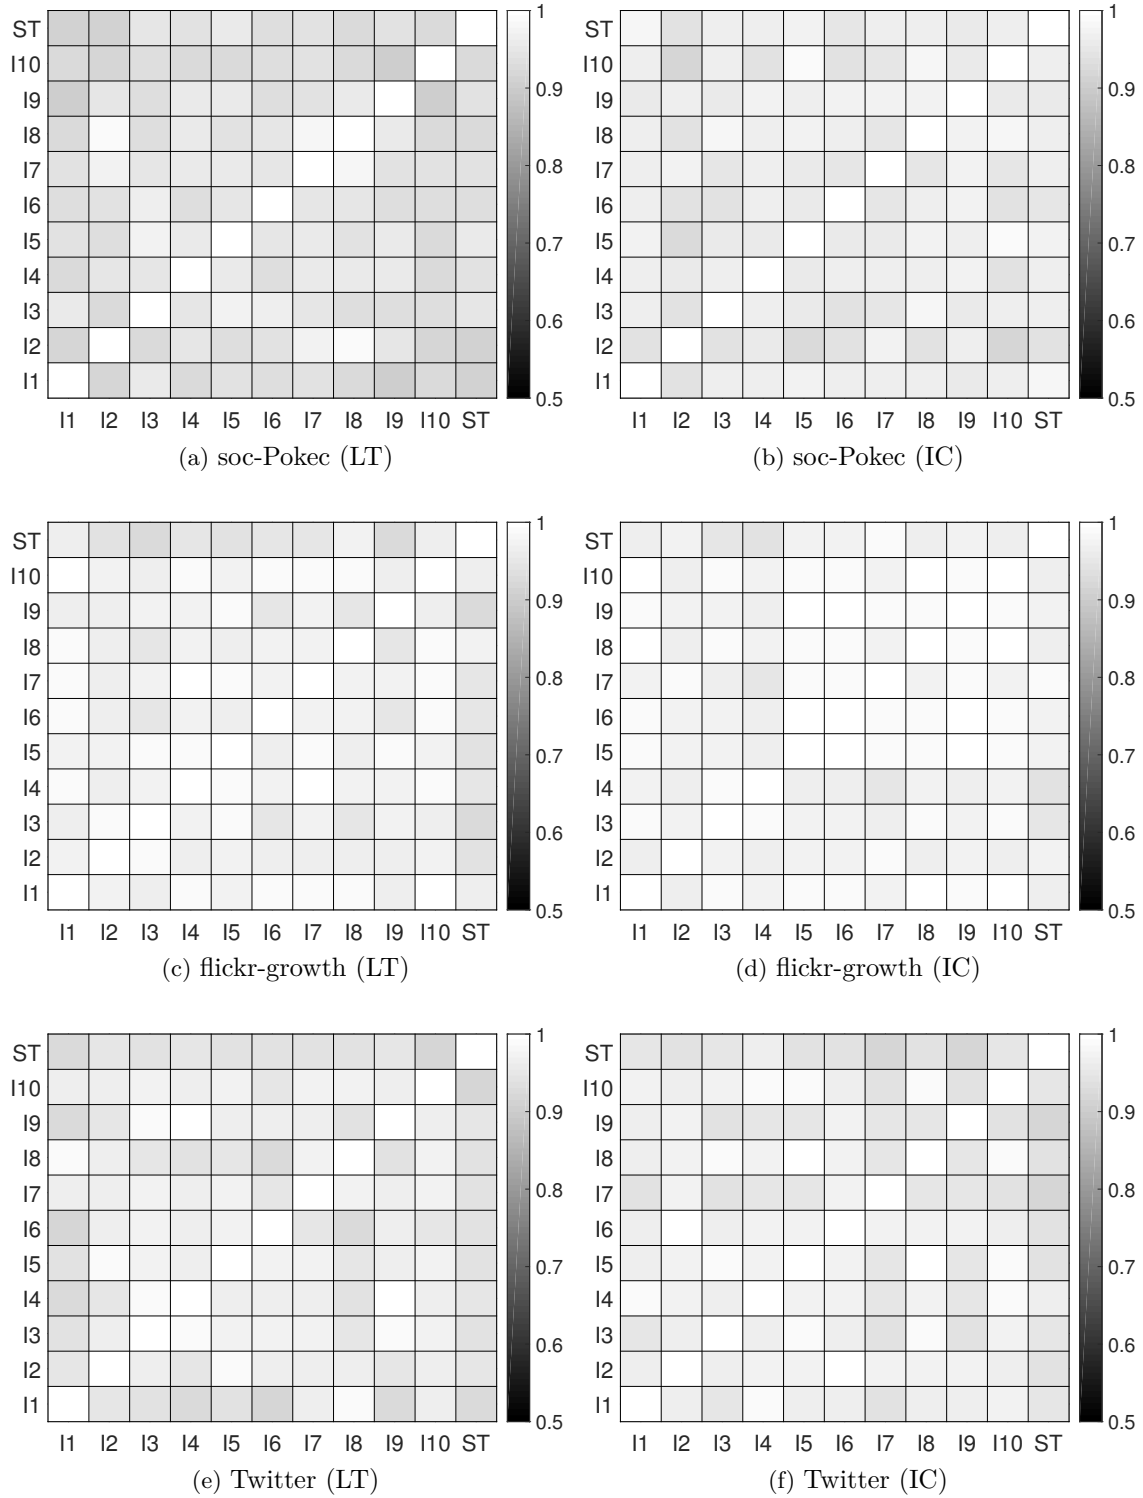 ST
I10
I9
I8
I7
I6
I5
I4
I3
I2
I1
I1 I2 I3 I4 I5 I6 I7 I8 I9 I10 ST
1
0.9
0.8
0.7
0.6
0.5
(a) soc-Pokec (LT)
ST
I10
I9
I8
I7
I6
I5
I4
I3
I2
I1
I1 I2 I3 I4 I5 I6 I7 I8 I9 I10 ST
1
0.9
0.8
0.7
0.6
0.5
(b) soc-Pokec (IC)
ST
I10
I9
I8
I7
I6
I5
I4
I3
I2
I1
I1 I2 I3 I4 I5 I6 I7 I8 I9 I10 ST
1
0.9
0.8
0.7
0.6
0.5
(c) flickr-growth (LT)
ST
I10
I9
I8
I7
I6
I5
I4
I3
I2
I1
I1 I2 I3 I4 I5 I6 I7 I8 I9 I10 ST
1
0.9
0.8
0.7
0.6
0.5
(d) flickr-growth (IC)
ST
I10
I9
I8
I7
I6
I5
I4
I3
I2
I1
I1 I2 I3 I4 I5 I6 I7 I8 I9 I10 ST
1
0.9
0.8
0.7
0.6
0.5
(e) Twitter (LT)
ST
I10
I9
I8
I7
I6
I5
I4
I3
I2
I1
I1 I2 I3 I4 I5 I6 I7 I8 I9 I10 ST
1
0.9
0.8
0.7
0.6
0.5
(f) Twitter (IC)